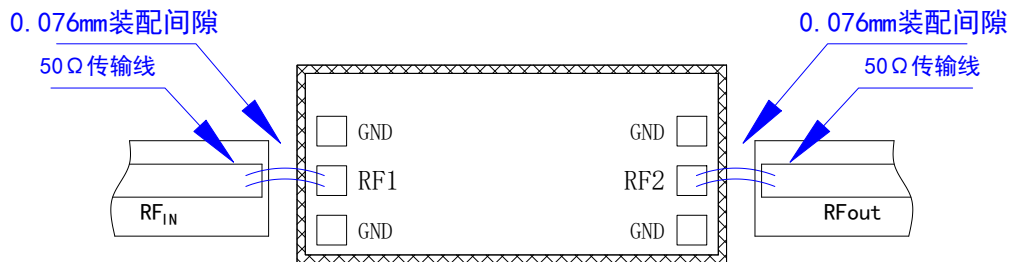 0.076mm装配间隙 0.076mm装配间隙
50Ω传输线 50Ω传输线
GND GND
RF1 RF2
RFIN RFout
GND GND